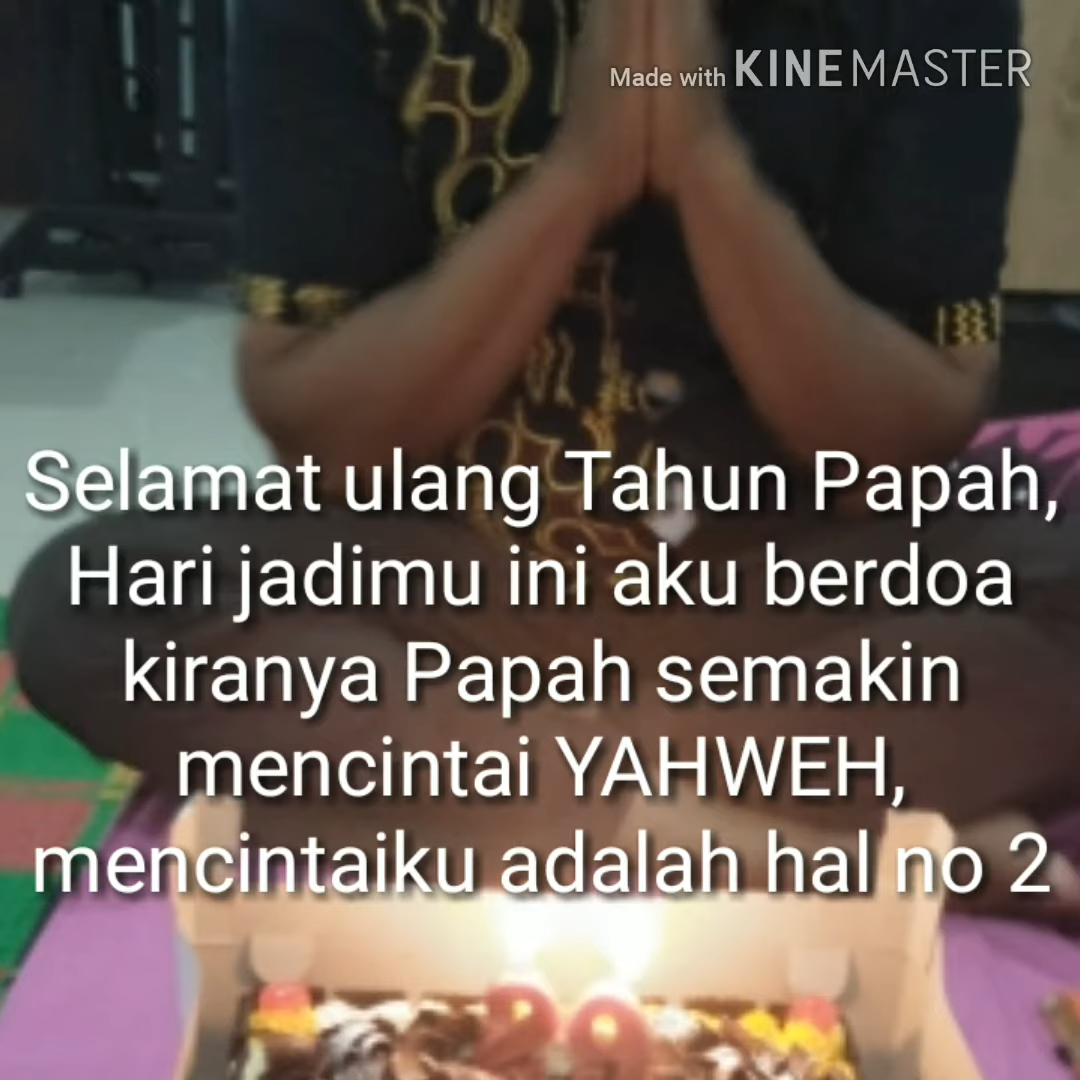 Made with KINEMASTER
Selamat ulang Tahun Papah,
Hari jadimu ini aku berdoa
kiranya Papah semakin
mencintai YAHWEH,
mencintaiku adalah hal no 2